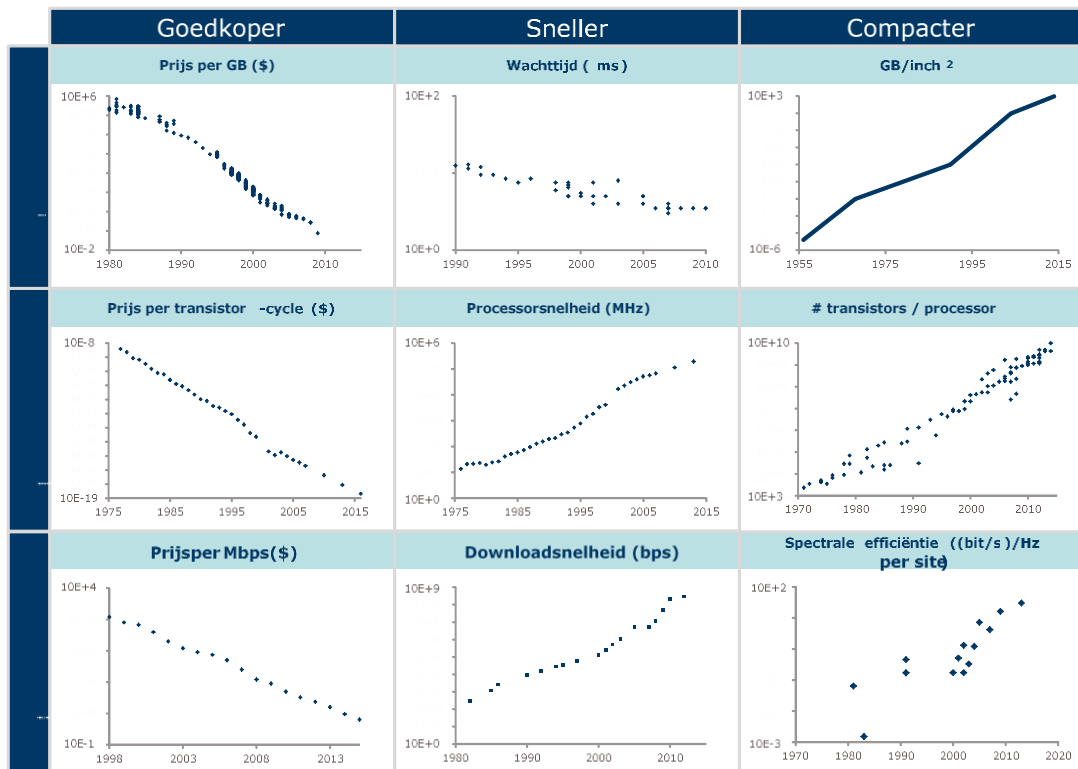 Goedkoper Sneller Compacter
Prijs per GB ($) Wachttijd ( ms) GB/inch 2
10E+6 10E+2 10E+3
10E-2 10E+0 10E-6
1980 1990 2000 2010 1990 1995 2000 2005 2010 1955 1975 1995 2015
Prijs per transistor -cycle ($) Processorsnelheid (MHz) # transistors / processor
10E-8 10E+6 10E+10
10E-19 10E+0 10E+3
1975 1985 1995 2005 2015 1975 1985 1995 2005 2015 1970 1980 1990 2000 2010
Prijsper Mbps($) Downloadsnelheid (bps) Spectrale efficiëntie ((bit/s)/Hz
per site)
10E+4 10E+9 10E+2
10E-1 10E+0 10E-3
1998 2003 2008 2013 1980 1990 2000 2010 1970 1980 1990 2000 2010 2020